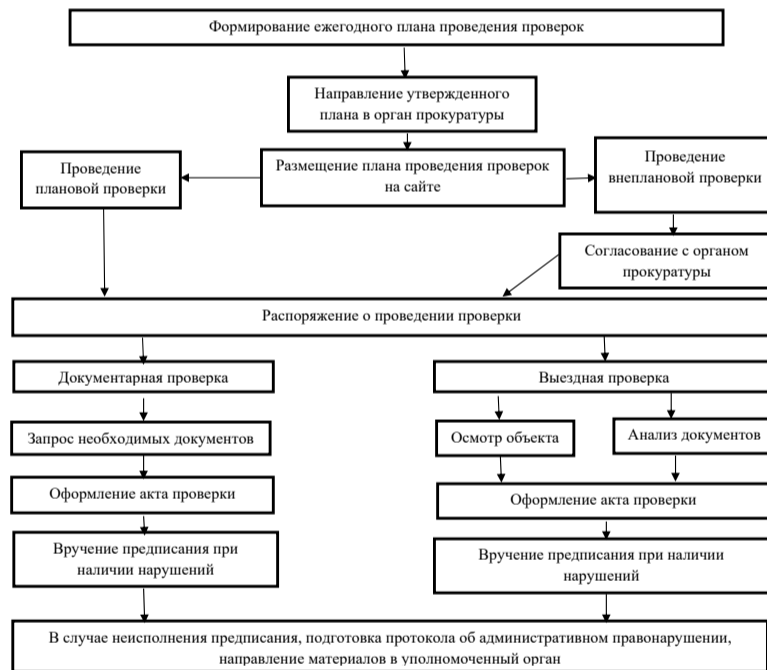 Формирование ежегодного плана проведения проверок
Направление утвержденного
плана в орган прокуратуры
Проведение
плановой проверки
Размещение плана проведения проверок
на сайте
Проведение
внеплановой проверки
Согласование с органом
прокуратуры
Распоряжение о проведении проверки
Документарная проверка
Выездная проверка
Запрос необходимых документов
Осмотр объекта
Анализ документов
Оформление акта проверки
Оформление акта проверки
Вручение предписания при
наличии нарушений
Вручение предписания при наличии
нарушений
В случае неисполнения предписания, подготовка протокола об административном правонарушении,
направление материалов в уполномоченный орган